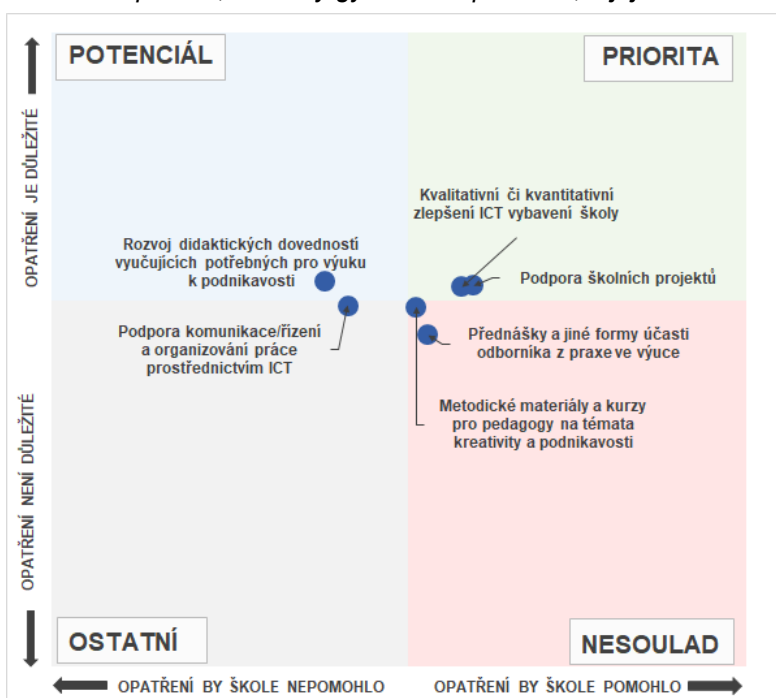 POTENCIÁL
PRIORITA
OPATŘENÍ JE DŮLEŽITÉ
Kvalitativní či kvantitativní
zlepšení ICT vybavení školy
Rozvoj didaktických dovedností
vyučujících potřebných pro výuku
k podnikavosti
Podpora školních projektů
Podpora komunikace/řízení
a organizování práce
prostřednictvím ICT
Přednášky a jiné formy účasti
odborníka z praxe ve výuce
Metodické materiály a kurzy
pro pedagogy na témata
kreativity a podnikavosti
OPATŘENÍ NENÍ DŮLEŽITÉ
OSTATNÍ
NESOULAD
OPATŘENÍ BY ŠKOLE NEPOMOHLO
OPATŘENÍ BY ŠKOLE POMOHLO